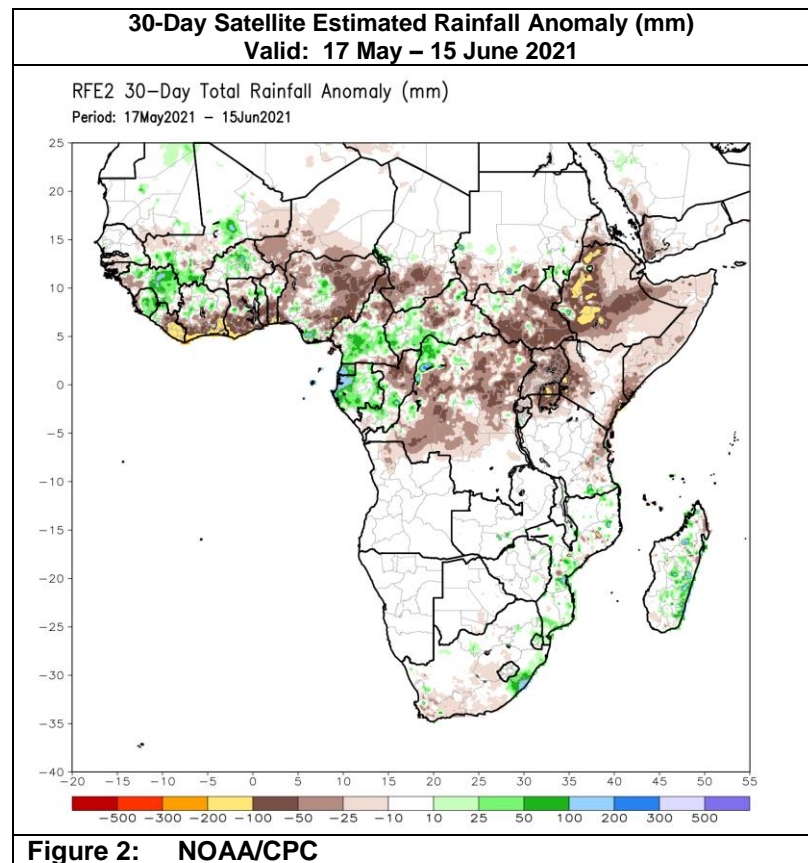 30-Day Satellite Estimated Rainfall Anomaly (mm)
Valid: 17 May – 15 June 2021
RFE2 30-Day Total Rainfall Anomaly (mm)
Period: 17May2021 – 15Jun2021
25
20
15
10
5
0
-5
-10
-15
-20
-25
-30
-35
-40
-20 -15 -10 -5 0 5 10 15 20 25 30 35 40 45 50 55
-500 -300 -200 -100 -50 -25 -10 10 25 50 100 200 300 500
Figure 2: NOAA/CPC